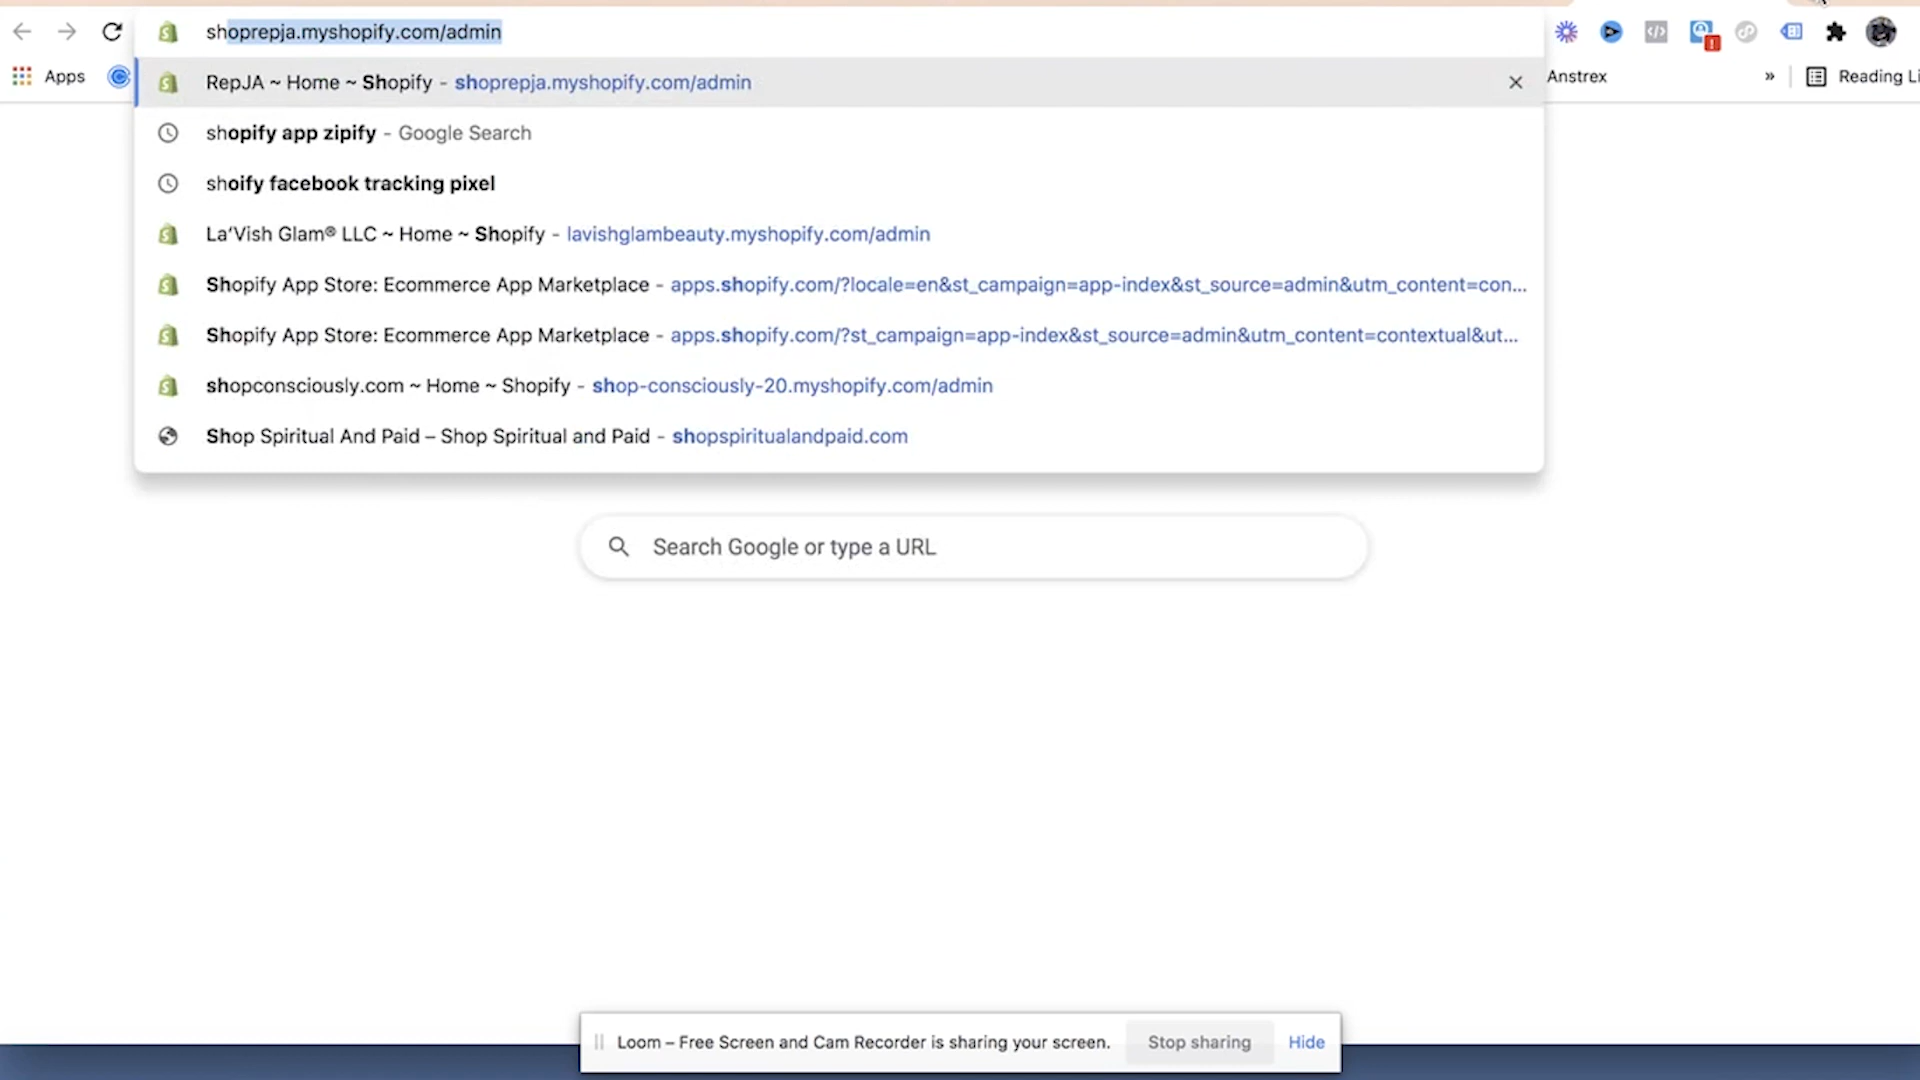 shoprepja.myshopify.com/admin
Apps
Anstrex
»
Reading Li
RepJA ~ Home ~ Shopify - shoprepja.myshopify.com/admin
shopify app zipify - Google Search
shoify facebook tracking pixel
La'Vish Glam® LLC ~ Home ~ Shopify - lavishglambeauty.myshopify.com/admin
Shopify App Store: Ecommerce App Marketplace - apps.shopify.com/?locale=en&st_campaign=app-index&st_source=admin&utm_content=con...
Shopify App Store: Ecommerce App Marketplace - apps.shopify.com/?st_campaign=app-index&st_source=admin&utm_content=contextual&ut...
shopconsciously.com ~ Home ~ Shopify - shop-consciously-20.myshopify.com/admin
Shop Spiritual And Paid – Shop Spiritual and Paid - shopspiritualandpaid.com
Search Google or type a URL
Loom – Free Screen and Cam Recorder is sharing your screen.
Stop sharing
Hide